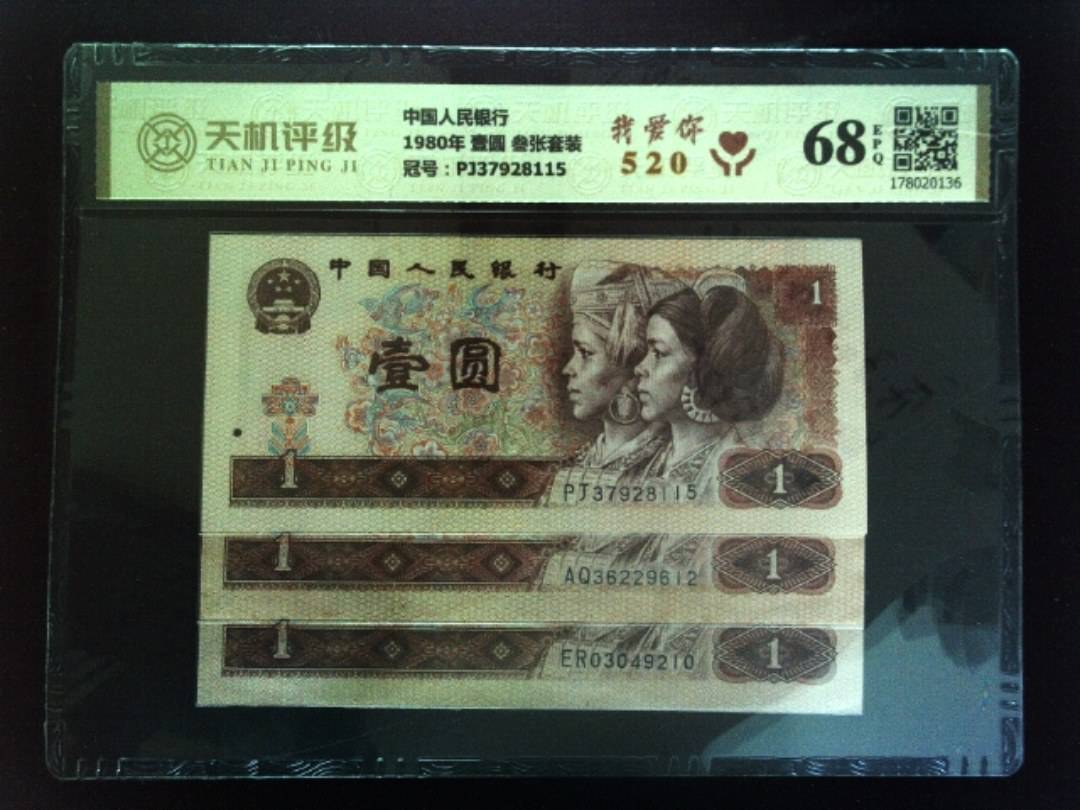 天机评级
TIAN JI PING JI
中国人民银行
1980年 壹圆 叁张套装
冠号：PJ37928115
我爱你
520
68
EPQ
178020136
中国人民银行
1
壹圆
1
PJ37928115
1
1
AQ36229612
1
1
ER03049210
1